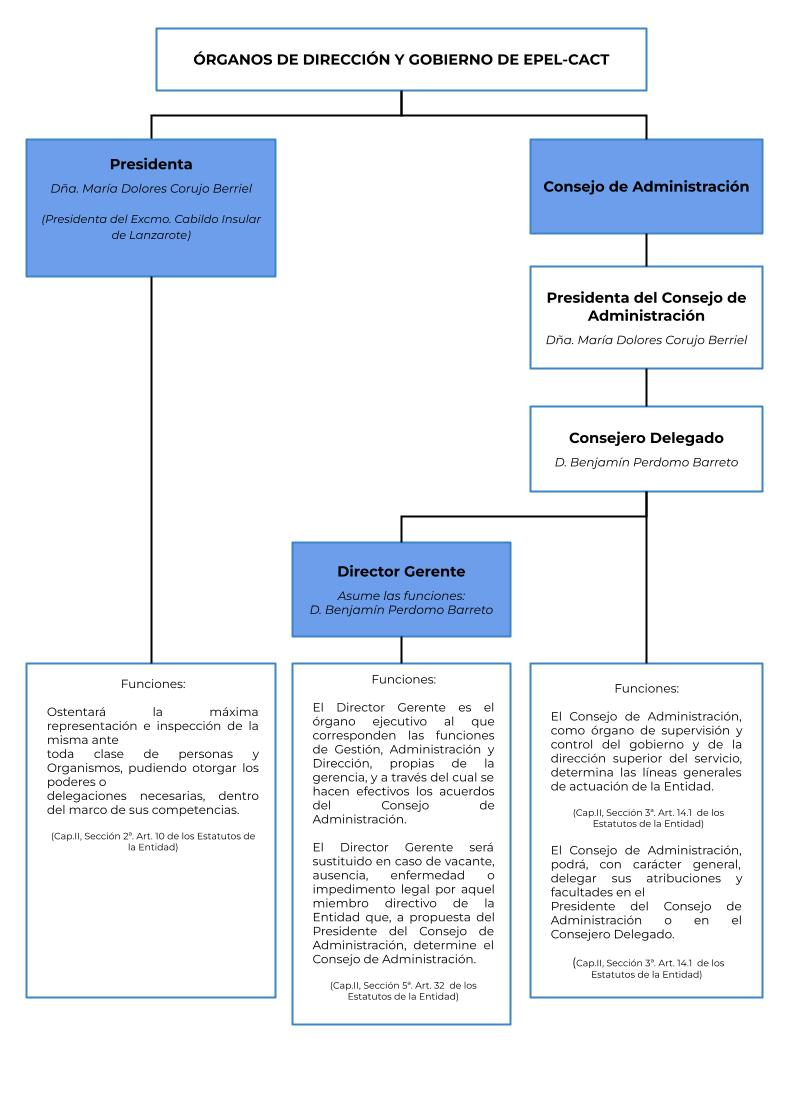 ÓRGANOS DE DIRECCIÓN Y GOBIERNO DE EPEL-CACT
Presidenta
Dña. María Dolores Corujo Berriel
(Presidenta del Excmo. Cabildo Insular
de Lanzarote)
Consejo de Administración
Presidenta del Consejo de
Administración
Dña. María Dolores Corujo Berriel
Consejero Delegado
D. Benjamín Perdomo Barreto
Director Gerente
Asume las funciones:
D. Benjamín Perdomo Barreto
Funciones:
Ostentará la máxima
representación e inspección de la
misma ante
toda clase de personas y
Organismos, pudiendo otorgar los
poderes o
delegaciones necesarias, dentro
del marco de sus competencias.
(Cap.II, Sección 2ª. Art. 10 de los Estatutos de
la Entidad)
Funciones:
El Director Gerente es el
órgano ejecutivo al que
corresponden las funciones
de Gestión, Administración y
Dirección, propias de la
gerencia, y a través del cual se
hacen efectivos los acuerdos
del Consejo de
Administración.
El Director Gerente será
sustituido en caso de vacante,
ausencia, enfermedad o
impedimento legal por aquel
miembro directivo de la
Entidad que, a propuesta del
Presidente del Consejo de
Administración, determine el
Consejo de Administración.
(Cap.II, Sección 5ª. Art. 32 de los
Estatutos de la Entidad)
Funciones:
El Consejo de Administración,
como órgano de supervisión y
control del gobierno y de la
dirección superior del servicio,
determina las líneas generales
de actuación de la Entidad.
(Cap.II, Sección 3ª. Art. 14.1 de los
Estatutos de la Entidad)
El Consejo de Administración,
podrá, con carácter general,
delegar sus atribuciones y
facultades en el
Presidente del Consejo de
Administración o en el
Consejero Delegado.
(Cap.II, Sección 3ª. Art. 14.1 de los
Estatutos de la Entidad)